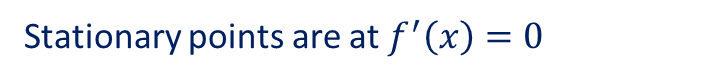 Stationary points are at f′(x) = 0